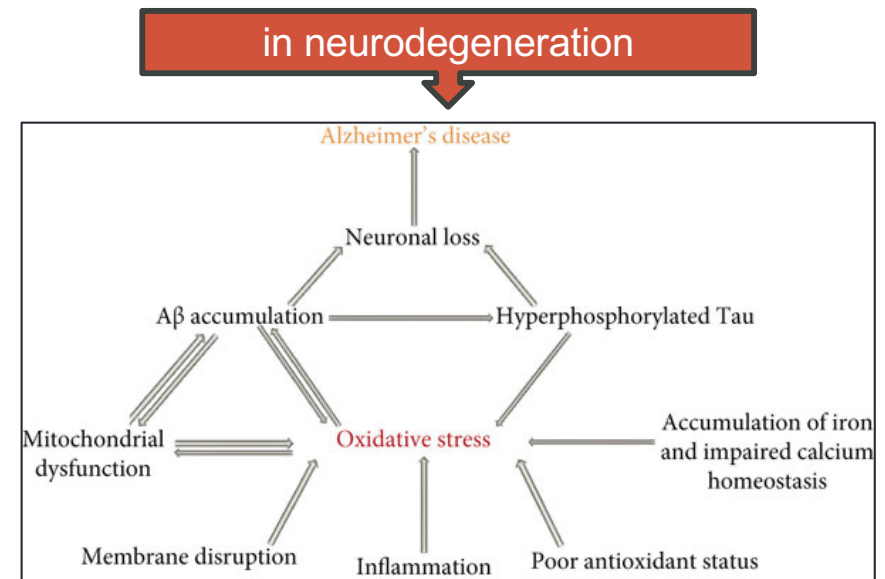 in neurodegeneration
Alzheimer's disease
Neuronal loss
Aβ accumulation
Hyperphosphorylated Tau
Mitochondrial
dysfunction
Oxidative stress
Accumulation of iron
and impaired calcium
homeostasis
Membrane disruption
Inflammation
Poor antioxidant status